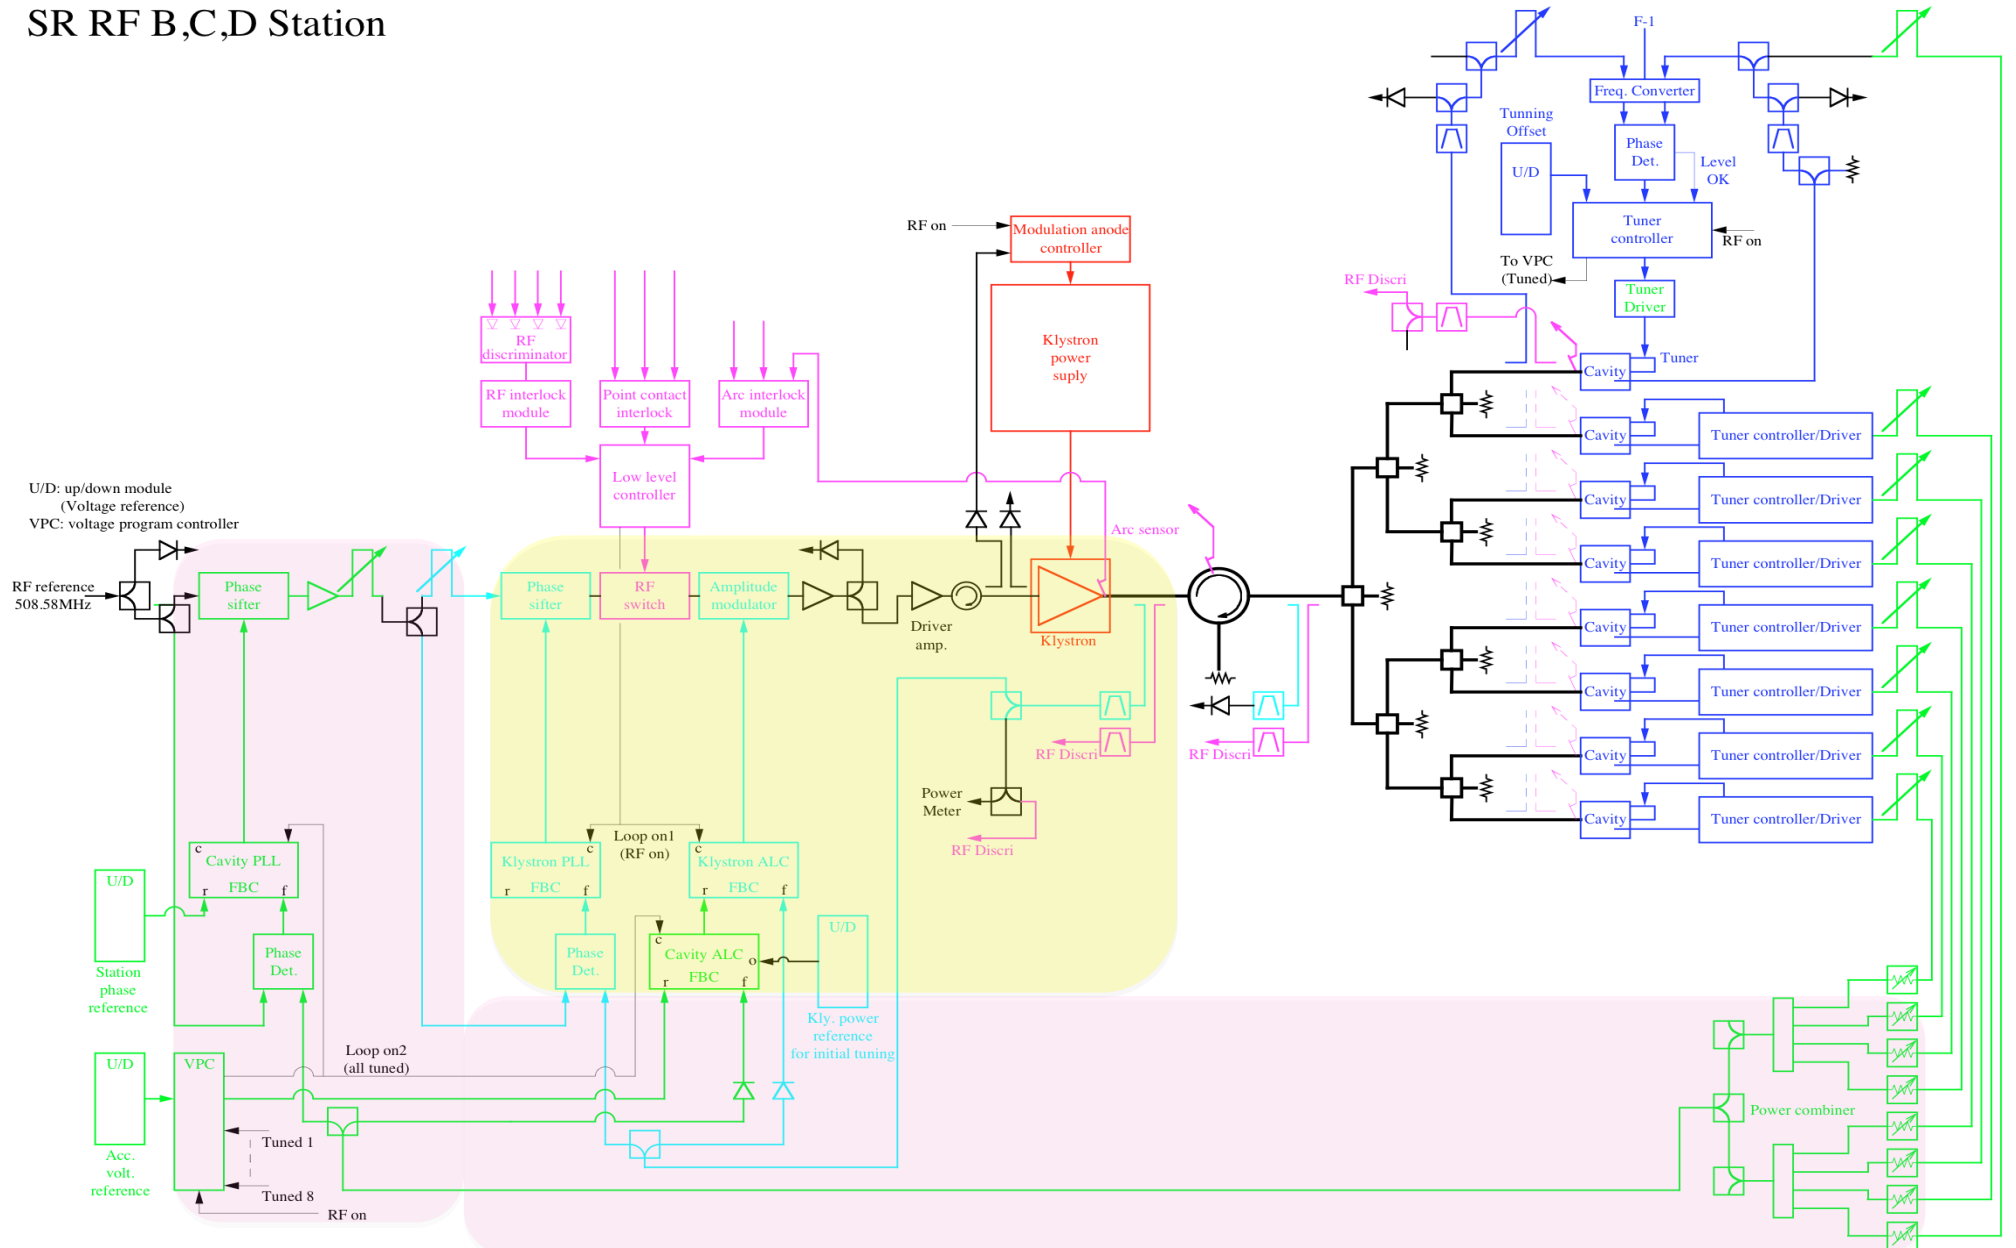 SR RF B,C,D Station
F-1
Freq. Converter
Tunning
Offset
U/D
Phase
Det.
Level
OK
Tuner
controller
RF on
To VPC
(Tuned)
Tuner
Driver
RF Discri
Tuner
Cavity
RF on
Modulation anode
controller
Klystron
power
suply
RF
discriminator
RF interlock
module
Point contact
interlock
Arc interlock
module
Low level
controller
Arc sensor
U/D: up/down module
(Voltage reference)
VPC: voltage program controller
RF reference
508.58MHz
Phase
sifter
Phase
sifter
RF
switch
Amplitude
modulator
Driver
amp.
Klystron
Cavity
Tuner controller/Driver
Cavity
Tuner controller/Driver
Cavity
Tuner controller/Driver
Cavity
Tuner controller/Driver
Cavity
Tuner controller/Driver
Cavity
Tuner controller/Driver
Cavity
Tuner controller/Driver
RF Discri
RF Discri
Power
Meter
RF Discri
Loop on1
(RF on)
c
Cavity PLL
r
FBC
f
Klystron PLL
c
r
FBC
f
c
Klystron ALC
r
FBC
f
U/D
Station
phase
reference
Phase
Det.
Phase
Det.
c
Cavity ALC
o
FBC
r
f
U/D
Kly. power
reference
for initial tuning
U/D
Acc.
volt.
reference
VPC
Loop on2
(all tuned)
Tuned 1
Tuned 8
RF on
Power combiner